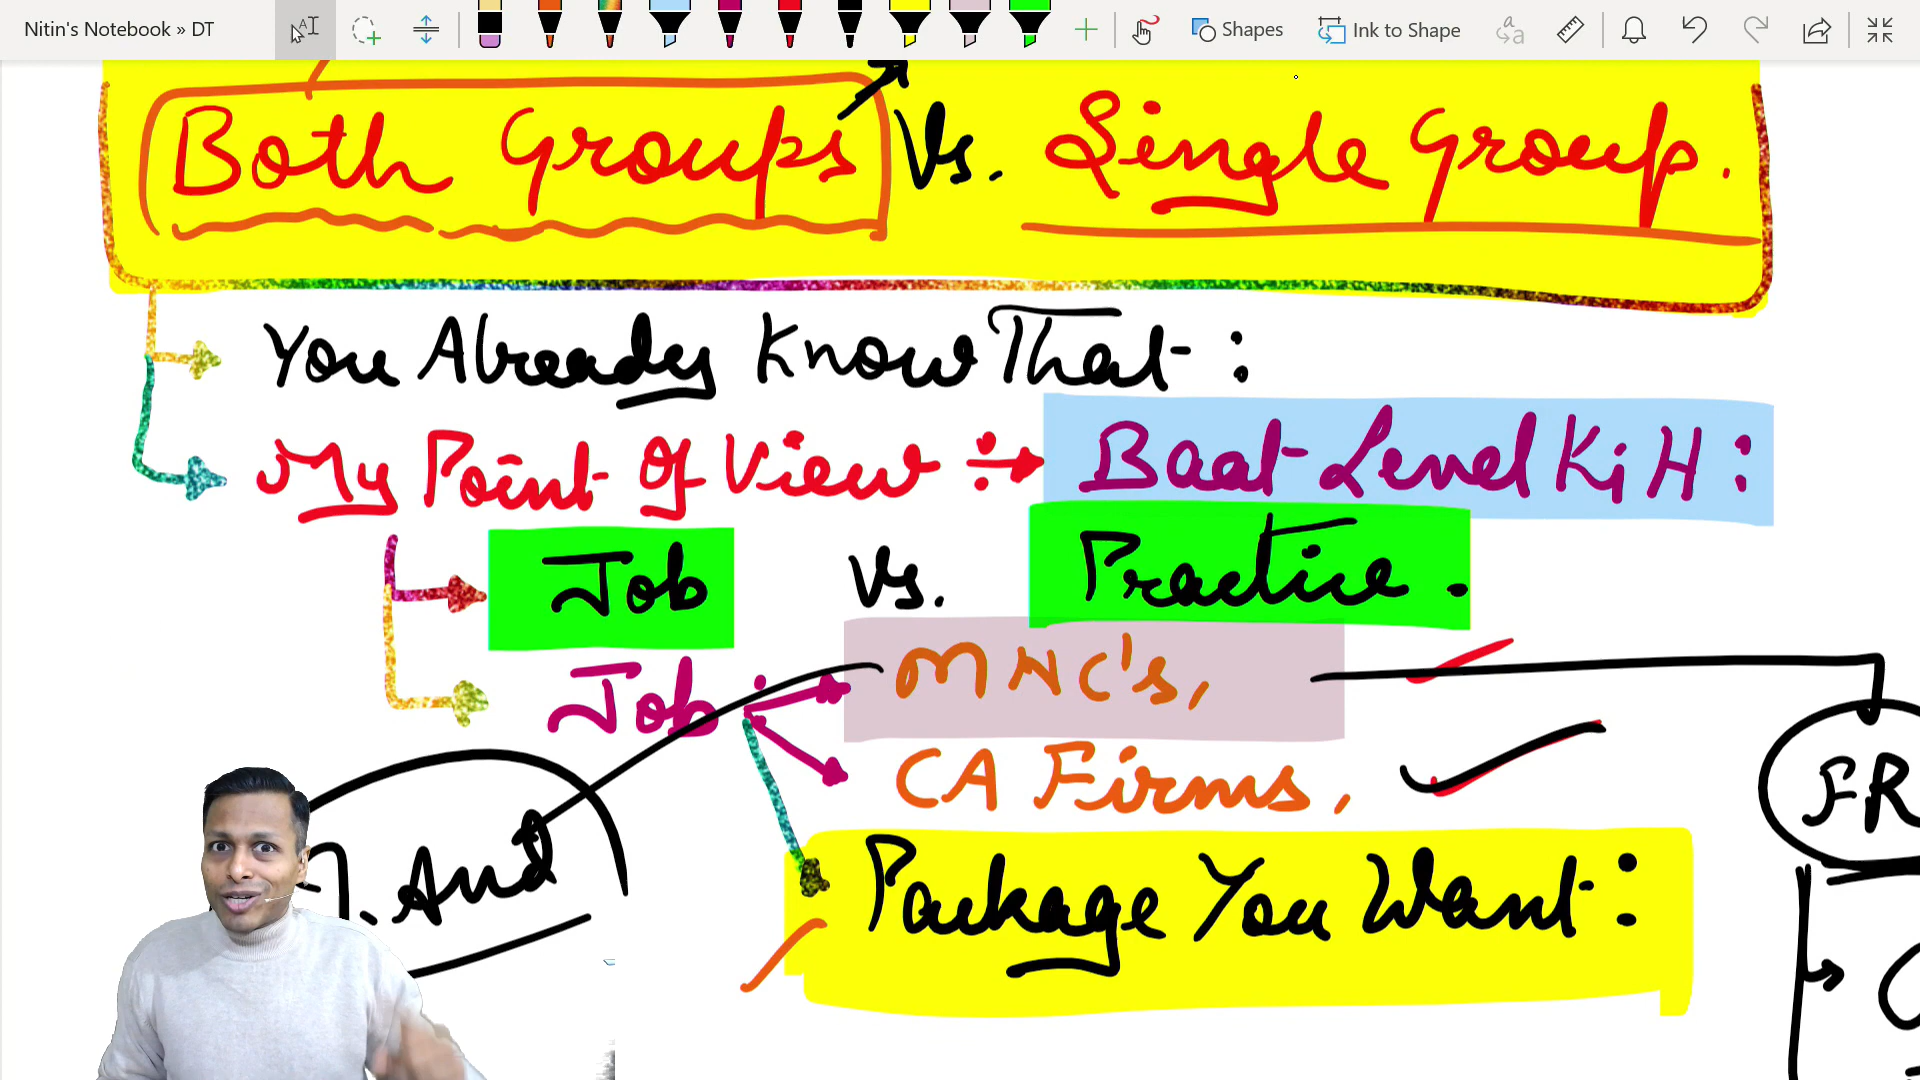 Nitin's Notebook » DT
Shapes
Ink to Shape
Both Groups Vs. Single Group.
You Already Know That :
My Point Of View ÷→ Baat Level Ki H :
Job Vs. Practice.
Job : MNC's,
CA Firms,
FR
J. And
Package You Want :